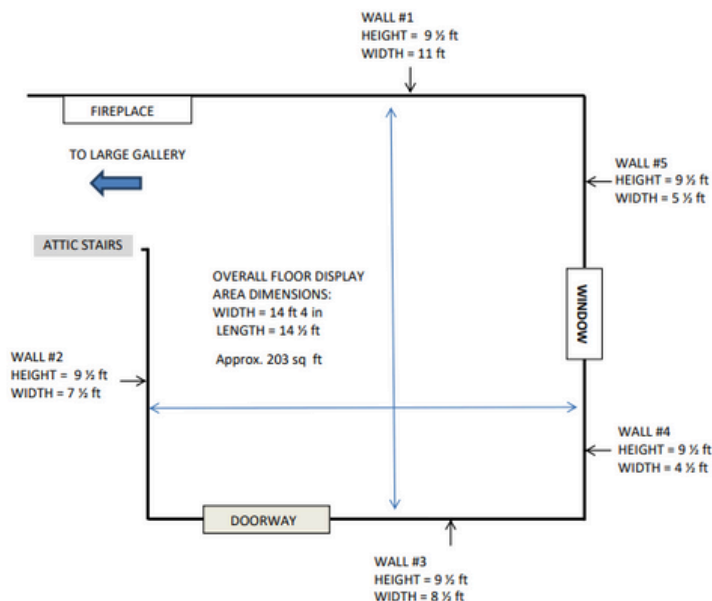 WALL #1
HEIGHT = 9 ½ ft
WIDTH = 11 ft
FIREPLACE
TO LARGE GALLERY
WALL #5
HEIGHT = 9 ½ ft
WIDTH = 5 ½ ft
ATTIC STAIRS
OVERALL FLOOR DISPLAY
AREA DIMENSIONS:
WIDTH = 14 ft 4 in
LENGTH = 14 ½ ft
Approx. 203 sq ft
WINDOW
WALL #2
HEIGHT = 9 ½ ft
WIDTH = 7 ½ ft
WALL #4
HEIGHT = 9 ½ ft
WIDTH = 4 ½ ft
DOORWAY
WALL #3
HEIGHT = 9 ½ ft
WIDTH = 8 ½ ft